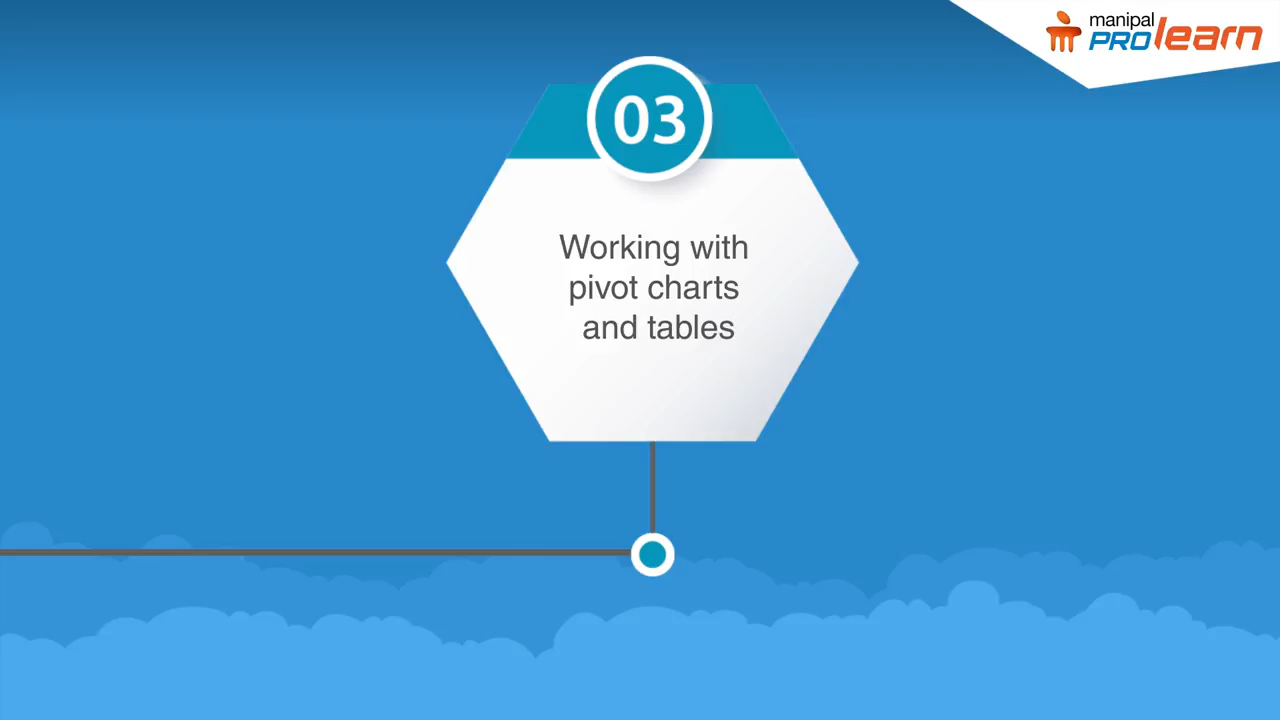 manipal
PROlearn
03
Working with
pivot charts
and tables